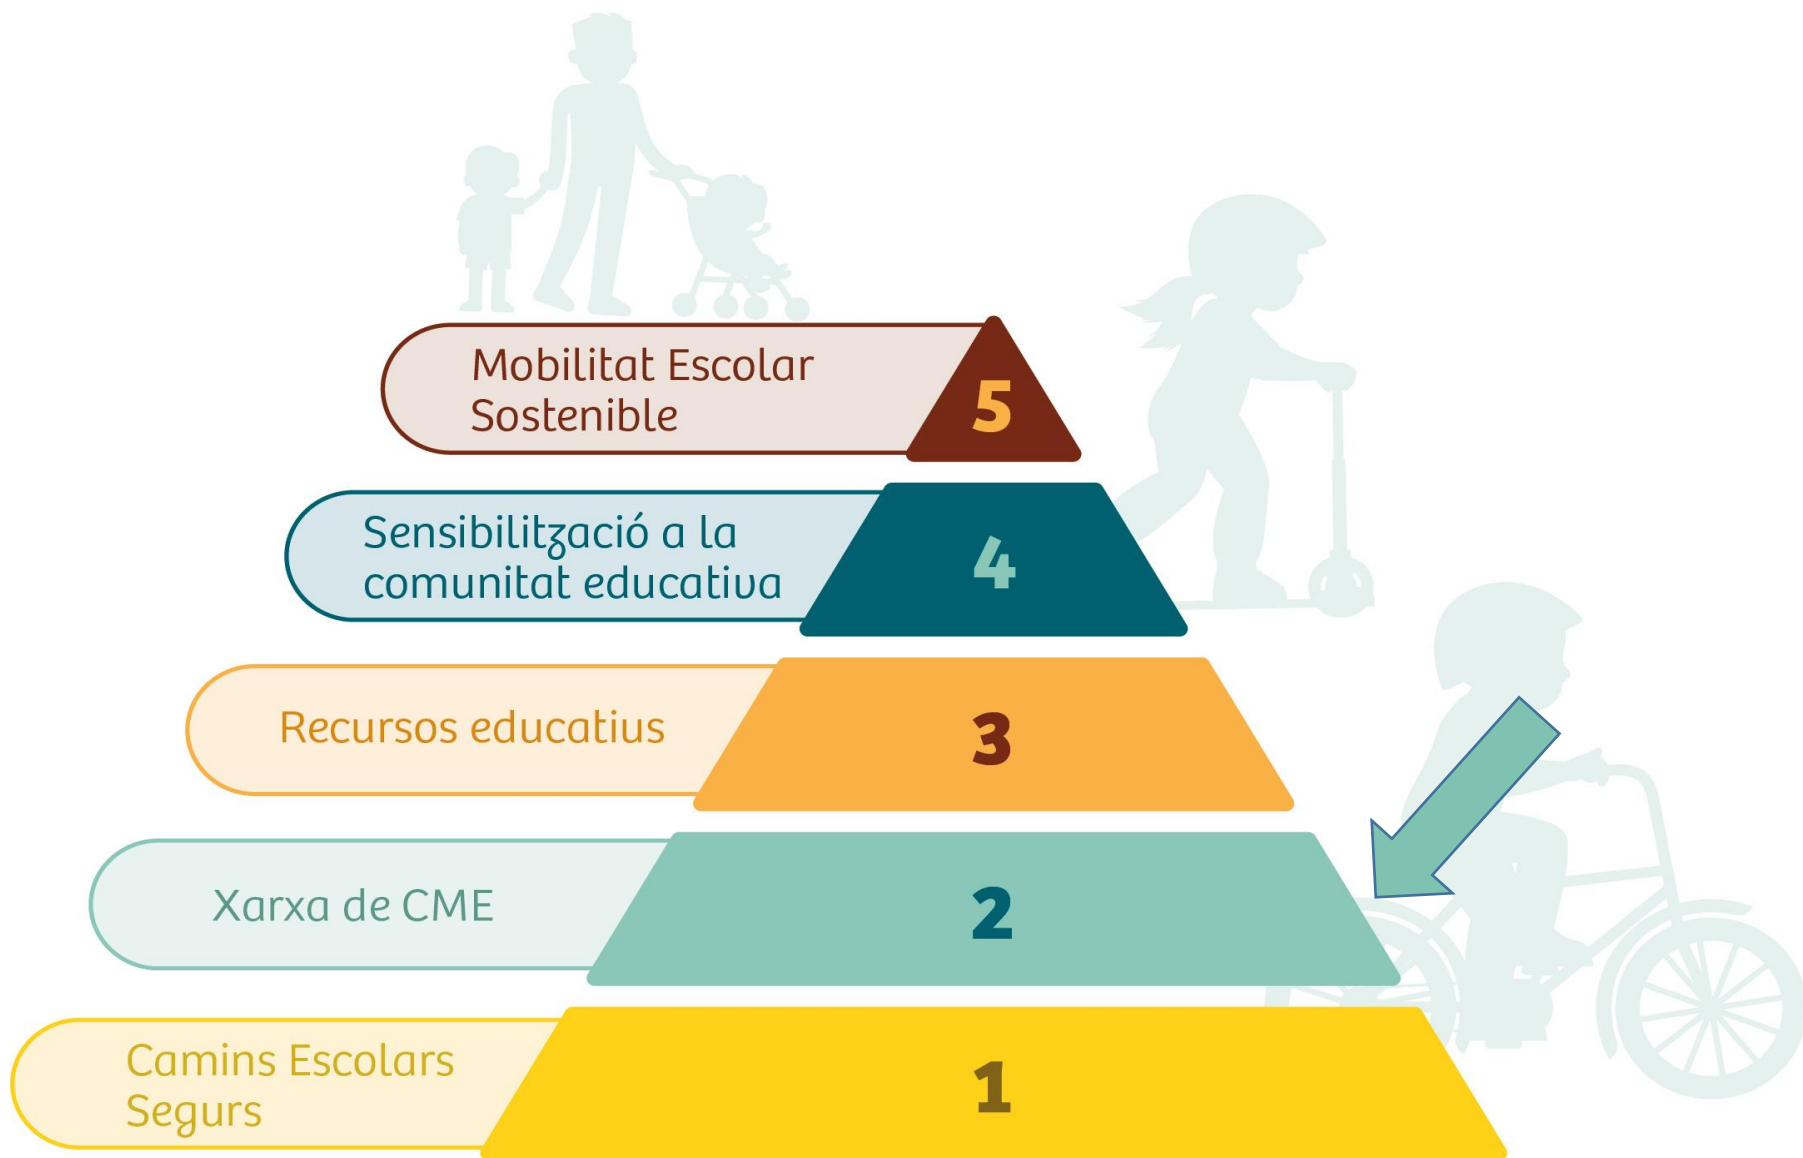 Mobilitat Escolar
Sostenible
5
Sensibilització a la
comunitat educativa
4
Recursos educatius
3
Xarxa de CME
2
Camins Escolars
Segurs
1